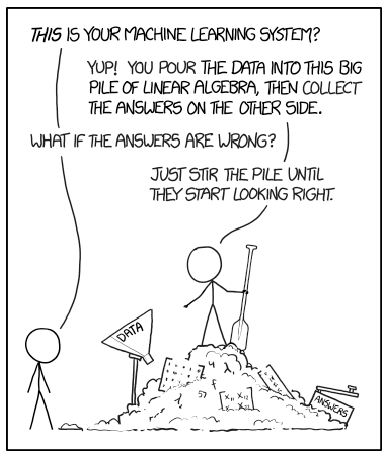 THIS IS YOUR MACHINE LEARNING SYSTEM?
YUP! YOU POUR THE DATA INTO THIS BIG
PILE OF LINEAR ALGEBRA, THEN COLLECT
THE ANSWERS ON THE OTHER SIDE.
WHAT IF THE ANSWERS ARE WRONG?
JUST STIR THE PILE UNTIL
THEY START LOOKING RIGHT.
DATA
ANSWERS